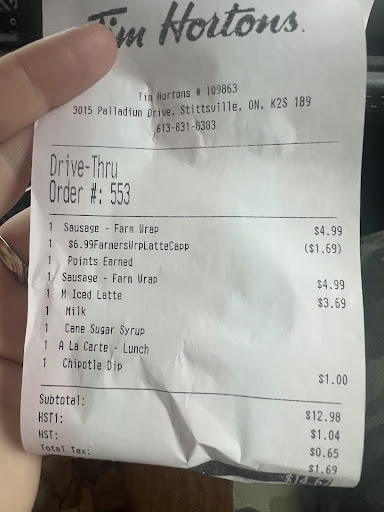 Tim Hortons.
Tim Hortons # 109863
3015 Palladium Drive, Stittsville, ON, K2S 1B9
613-831-8383
Drive-Thru
Order #: 553
1 Sausage - Farm Wrap $4.99
1 $6.99FarmersWrpLatteCapp ($1.69)
1 Points Earned
1 Sausage - Farm Wrap $4.99
1 M Iced Latte $3.69
1 Milk
1 Cane Sugar Syrup
1 A La Carte - Lunch
1 Chipotle Dip $1.00
Subtotal: $12.98
HST1: $1.04
HST: $0.65
Total Tax: $1.69
$14.67